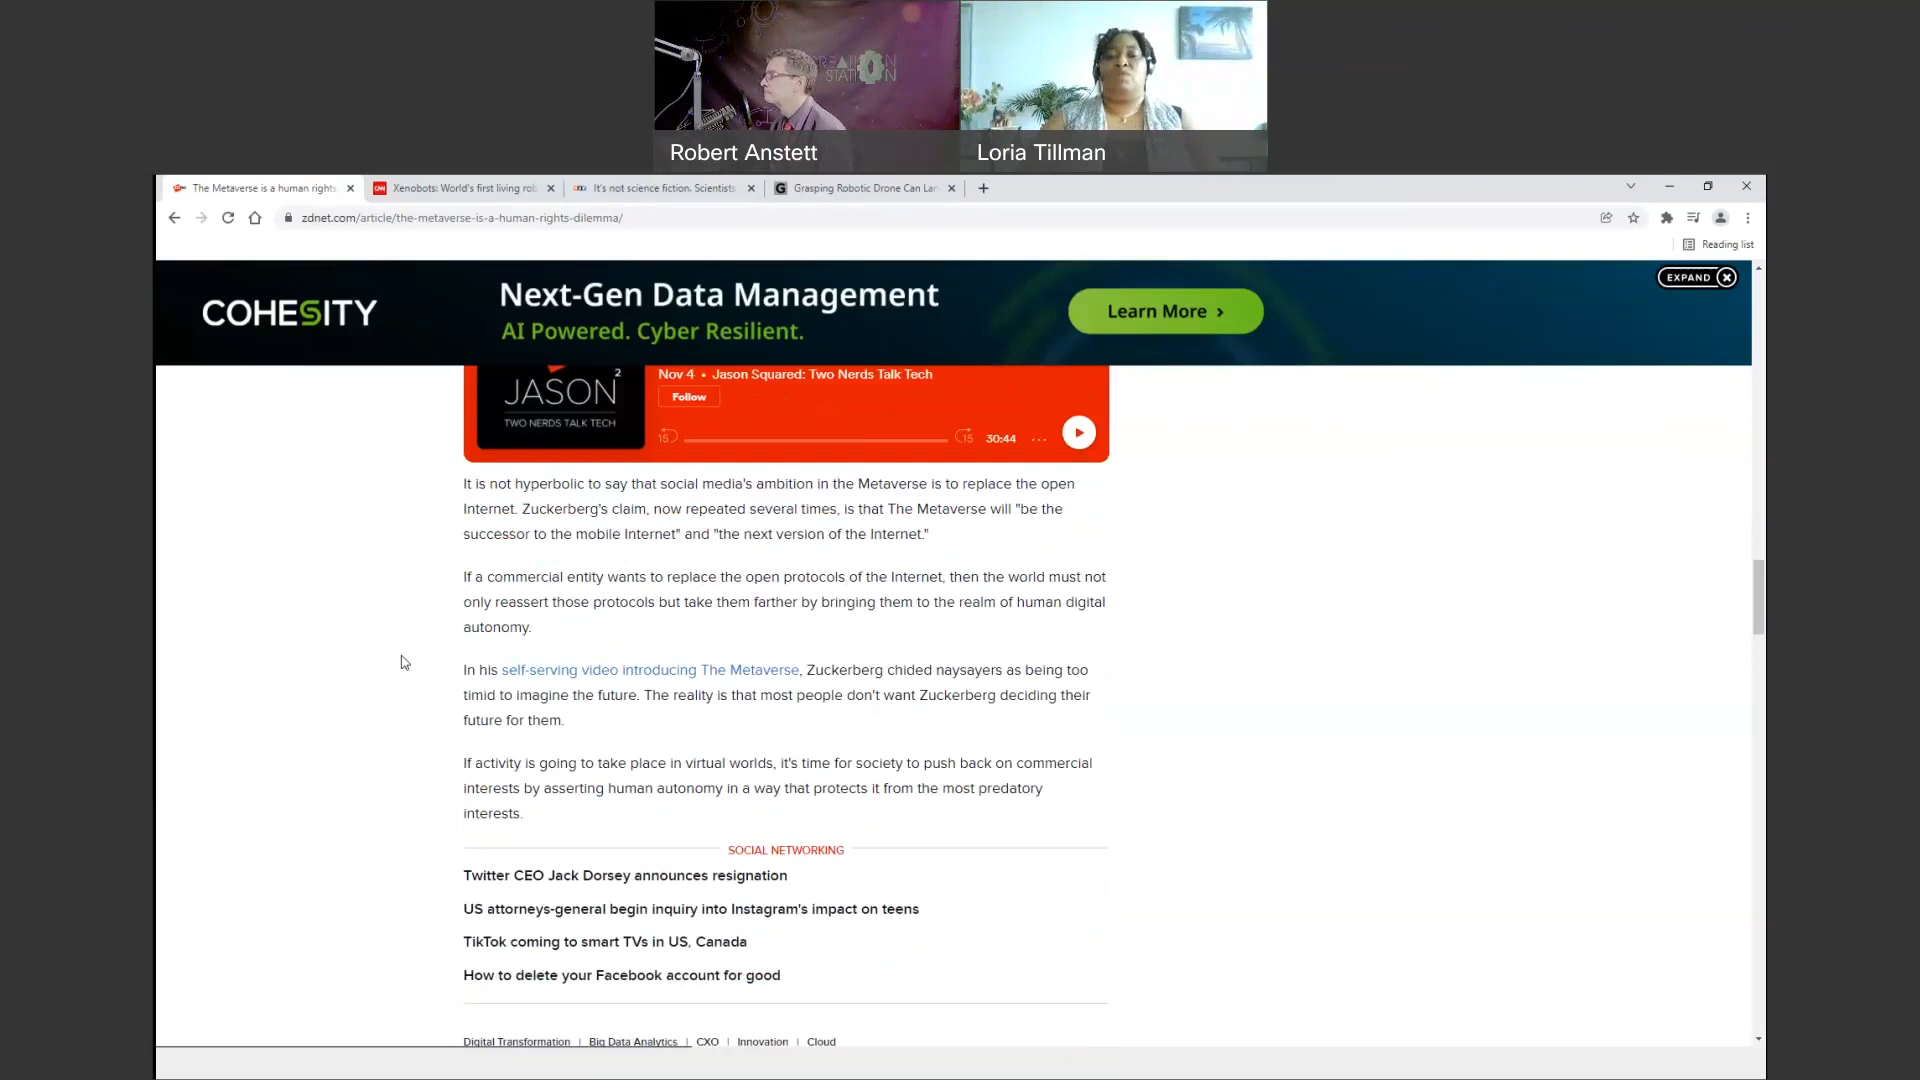 CREATION
STATION
Robert Anstett
Loria Tillman
The Metaverse is a human rights
Xenobots: World's first living rob
It's not science fiction. Scientists
Grasping Robotic Drone Can Lan
zdnet.com/article/the-metaverse-is-a-human-rights-dilemma/
Reading list
COHESITY
Next-Gen Data Management
AI Powered. Cyber Resilient.
Learn More
EXPAND
JASON 2
TWO NERDS TALK TECH
Nov 4 • Jason Squared: Two Nerds Talk Tech
Follow
15 15 30:44 ...
It is not hyperbolic to say that social media's ambition in the Metaverse is to replace the open
Internet. Zuckerberg's claim, now repeated several times, is that The Metaverse will "be the
successor to the mobile Internet" and "the next version of the Internet."
If a commercial entity wants to replace the open protocols of the Internet, then the world must not
only reassert those protocols but take them farther by bringing them to the realm of human digital
autonomy.
In his self-serving video introducing The Metaverse, Zuckerberg chided naysayers as being too
timid to imagine the future. The reality is that most people don't want Zuckerberg deciding their
future for them.
If activity is going to take place in virtual worlds, it's time for society to push back on commercial
interests by asserting human autonomy in a way that protects it from the most predatory
interests.
SOCIAL NETWORKING
Twitter CEO Jack Dorsey announces resignation
US attorneys-general begin inquiry into Instagram's impact on teens
TikTok coming to smart TVs in US, Canada
How to delete your Facebook account for good
Digital Transformation | Big Data Analytics | CXO | Innovation | Cloud